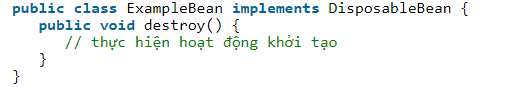 public class ExampleBean implements DisposableBean {
   public void destroy() {
      // thực hiện hoạt động khởi tạo
   }
}